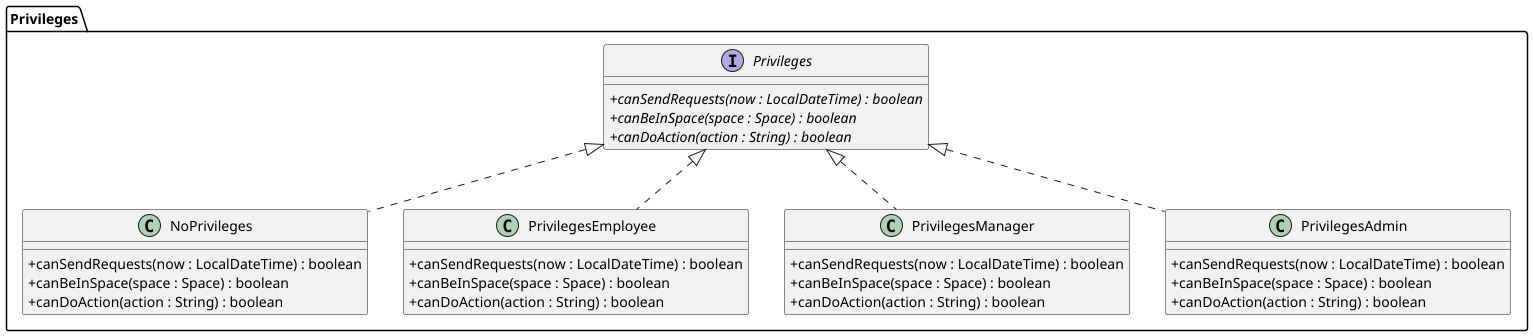 Privileges
I Privileges
+canSendRequests(now : LocalDateTime) : boolean
+canBeInSpace(space : Space) : boolean
+canDoAction(action : String) : boolean
C NoPrivileges
+canSendRequests(now : LocalDateTime) : boolean
+canBeInSpace(space : Space) : boolean
+canDoAction(action : String) : boolean
C PrivilegesEmployee
+canSendRequests(now : LocalDateTime) : boolean
+canBeInSpace(space : Space) : boolean
+canDoAction(action : String) : boolean
C PrivilegesManager
+canSendRequests(now : LocalDateTime) : boolean
+canBeInSpace(space : Space) : boolean
+canDoAction(action : String) : boolean
C PrivilegesAdmin
+canSendRequests(now : LocalDateTime) : boolean
+canBeInSpace(space : Space) : boolean
+canDoAction(action : String) : boolean